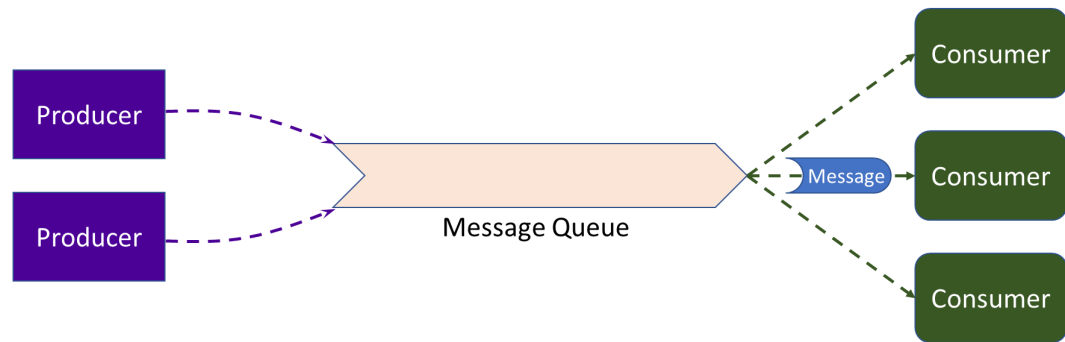 Producer
Producer
Message Queue
Message
Consumer
Consumer
Consumer